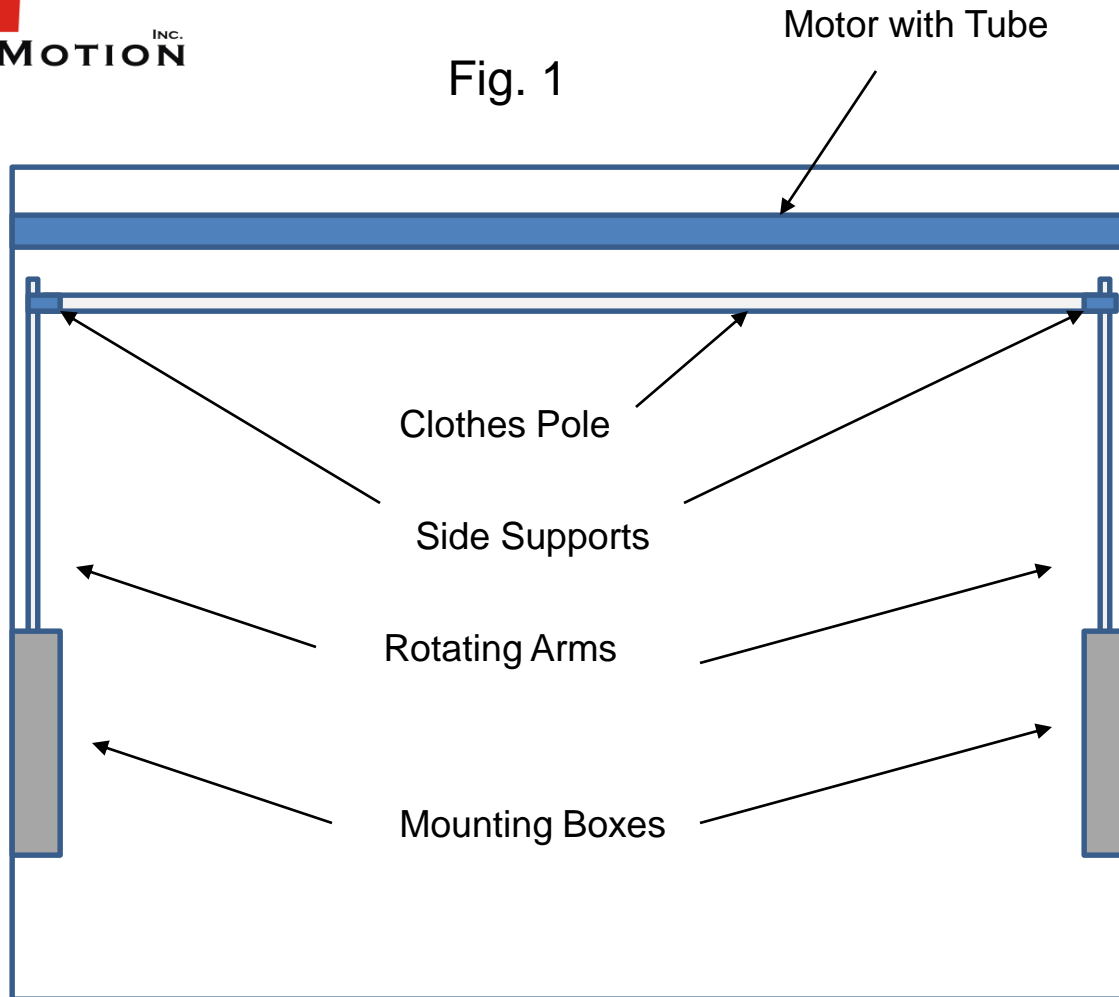 INC.
MOTION
Motor with Tube
Fig. 1
Clothes Pole
Side Supports
Rotating Arms
Mounting Boxes